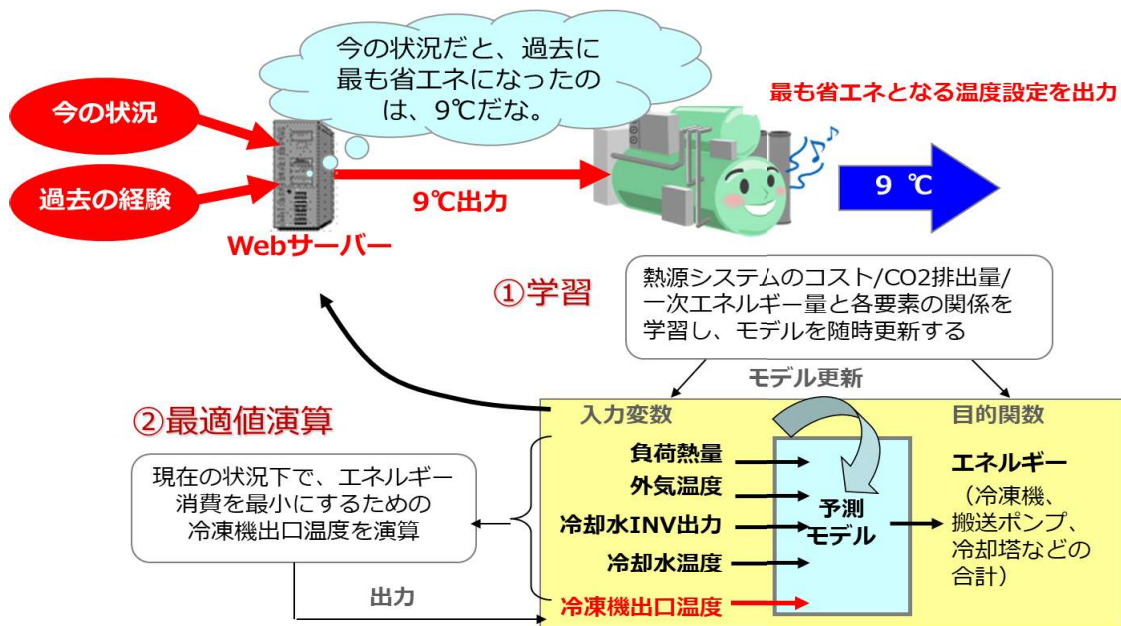 今の状況だと、過去に
最も省エネになったの
は、9℃だな。
最も省エネとなる温度設定を出力
今の状況
過去の経験
9℃出力
9 ℃
Webサーバー
①学習
熱源システムのコスト/CO2排出量/
一次エネルギー量と各要素の関係を
学習し、モデルを随時更新する
モデル更新
②最適値演算
現在の状況下で、エネルギー
消費を最小にするための
冷凍機出口温度を演算
出力
入力変数
負荷熱量
外気温度
冷却水INV出力
冷却水温度
冷凍機出口温度
予測
モデル
目的関数
エネルギー
（冷凍機、
搬送ポンプ、
冷却塔などの
合計）